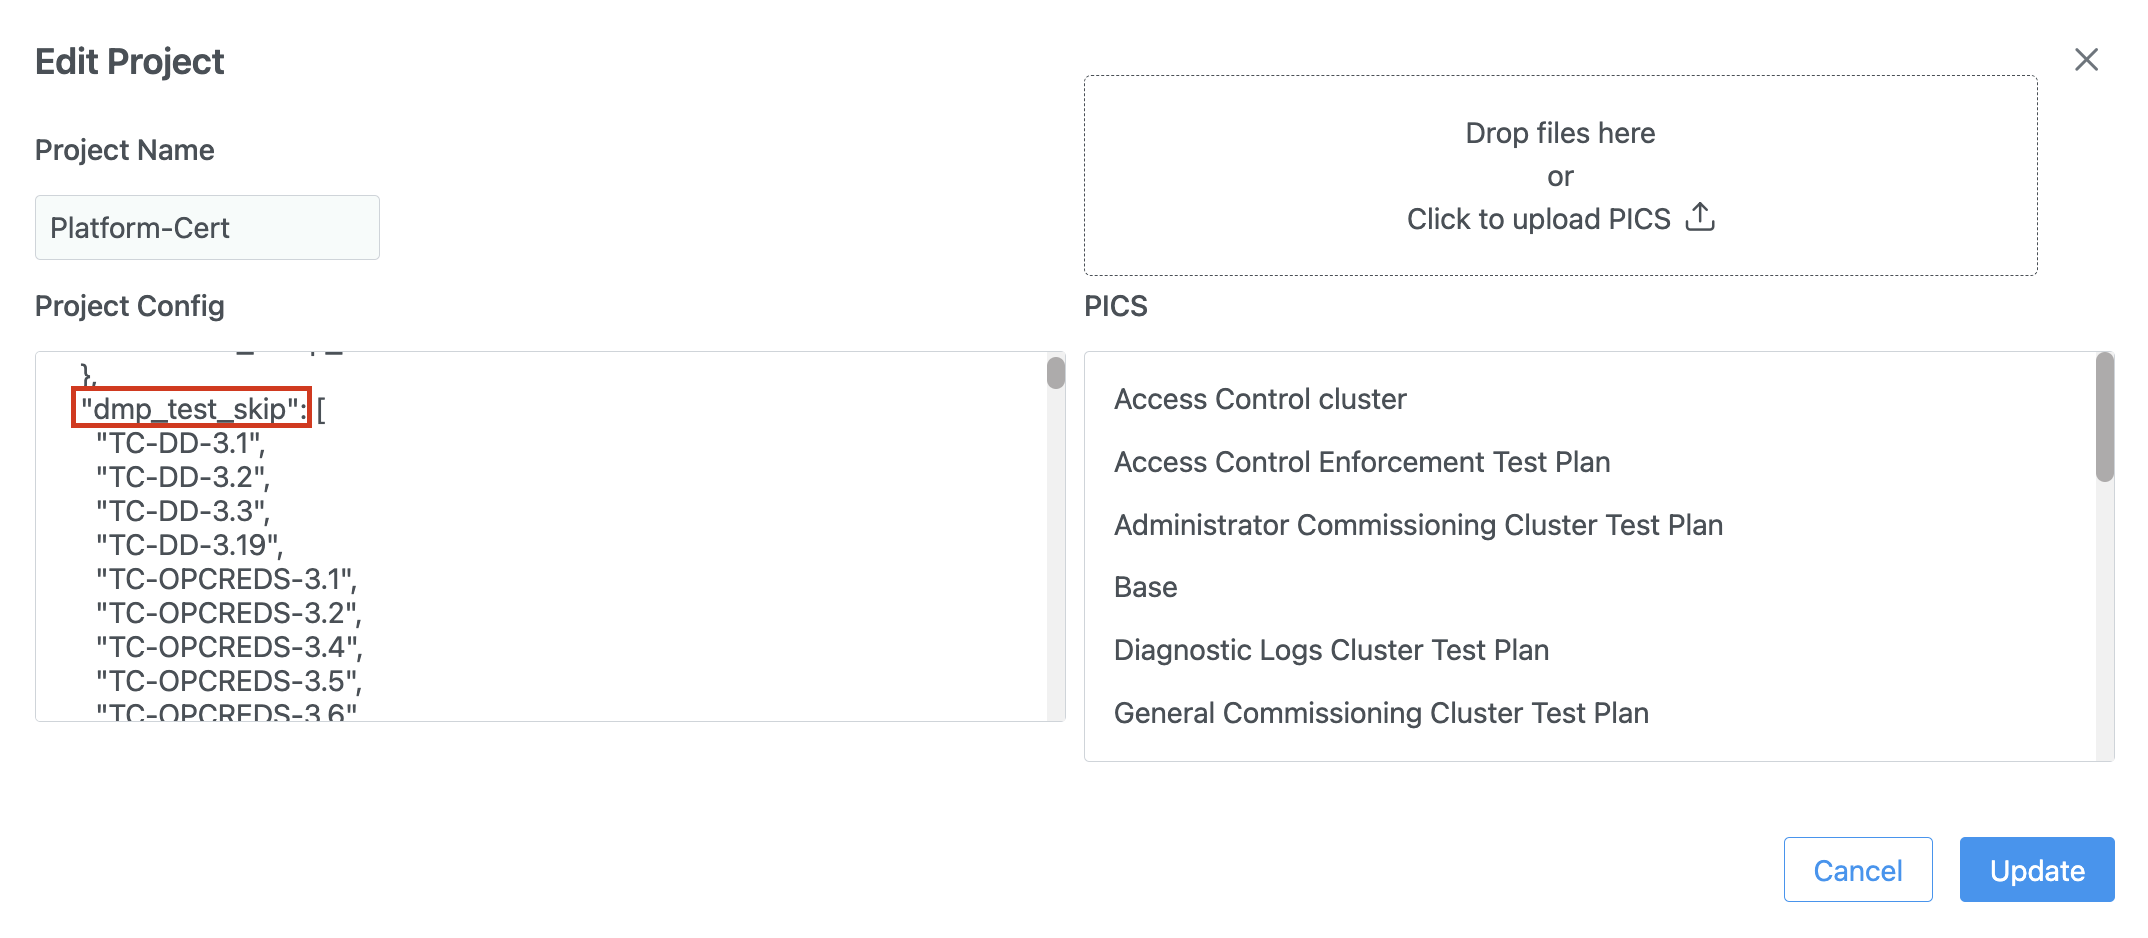 Edit Project
Project Name
Platform-Cert
Project Config
},
"dmp_test_skip": [
"TC-DD-3.1",
"TC-DD-3.2",
"TC-DD-3.3",
"TC-DD-3.19",
"TC-OPCREDS-3.1",
"TC-OPCREDS-3.2",
"TC-OPCREDS-3.4",
"TC-OPCREDS-3.5",
"TC-OPCREDS-3.6"
Drop files here
or
Click to upload PICS
PICS
Access Control cluster
Access Control Enforcement Test Plan
Administrator Commissioning Cluster Test Plan
Base
Diagnostic Logs Cluster Test Plan
General Commissioning Cluster Test Plan
Cancel
Update